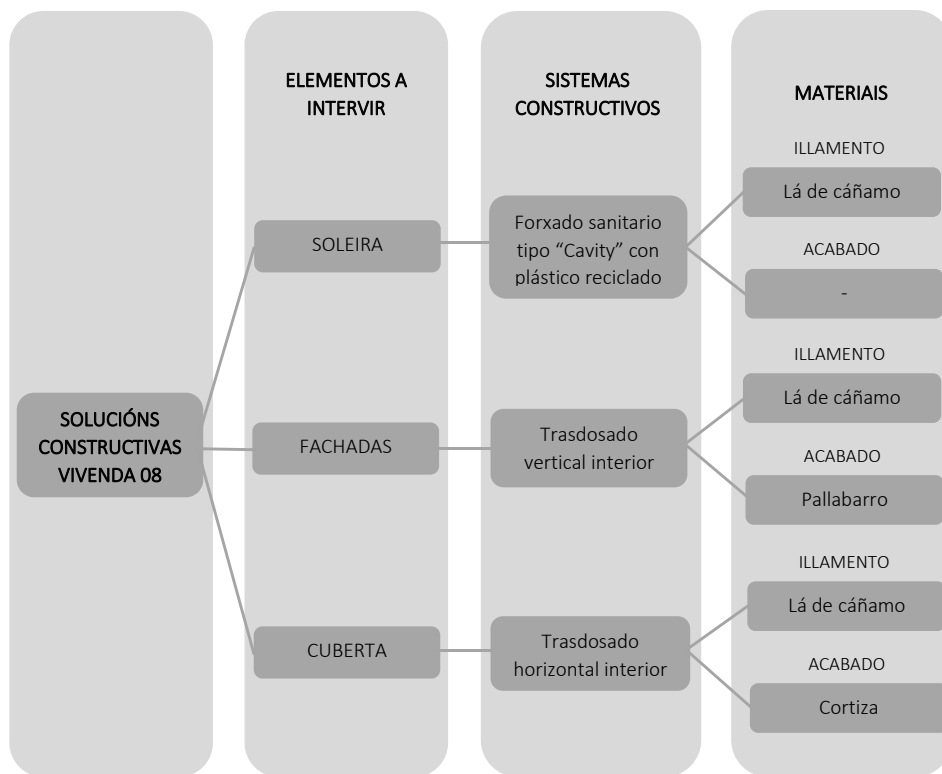 ELEMENTOS A
INTERVIR
SISTEMAS
CONSTRUCTIVOS
MATERIAIS
SOLUCIÓNS
CONSTRUCTIVAS
VIVENDA 08
SOLEIRA
Forxado sanitario
tipo “Cavity” con
plástico reciclado
ILLAMENTO
Lá de cáñamo
ACABADO
-
FACHADAS
Trasdosado
vertical interior
ILLAMENTO
Lá de cáñamo
ACABADO
Pallabarro
CUBERTA
Trasdosado
horizontal interior
ILLAMENTO
Lá de cáñamo
ACABADO
Cortiza